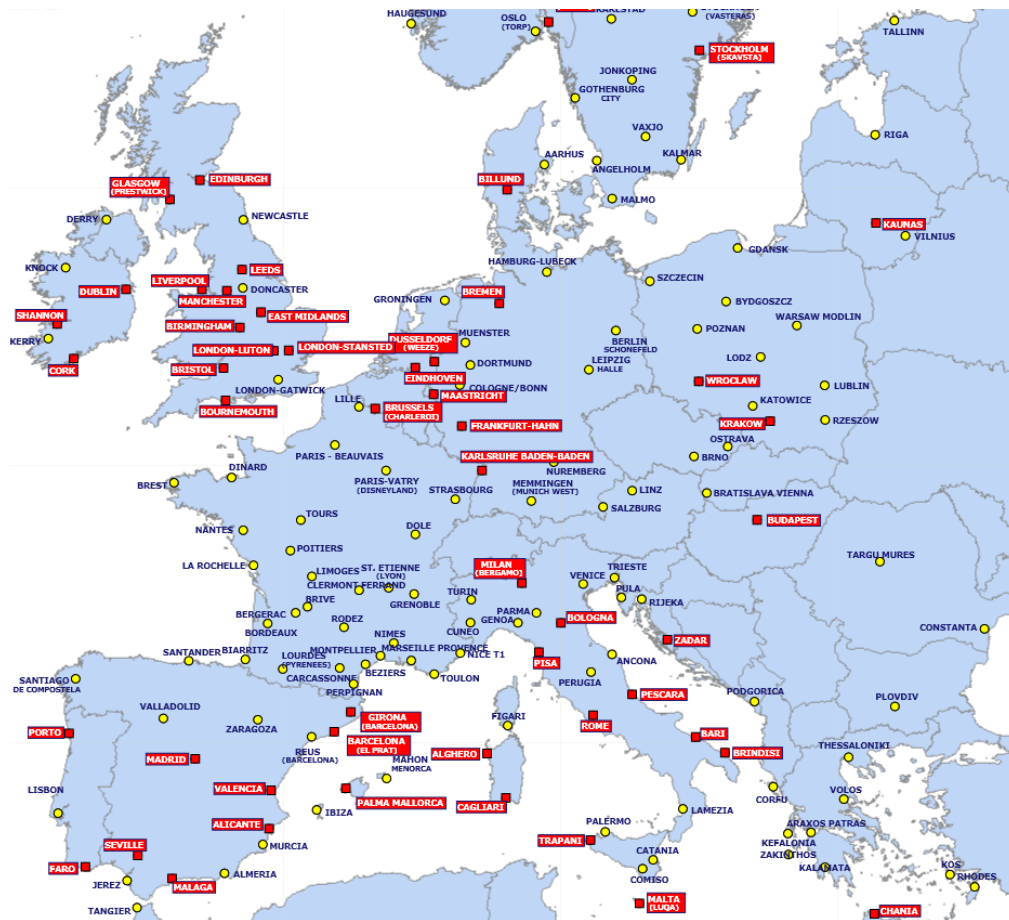 HAUGESUND
OSLO
(TORP)
KARLSTAD
(VASTERAS)
TALLINN
STOCKHOLM
(SKAVSTA)
JONKOPING
GOTHENBURG
CITY
VAXJO
RIGA
AARHUS
ANGELHOLM
KALMAR
GLASGOW
(PRESTWICK)
EDINBURGH
BILLUND
MALMO
DERRY
NEWCASTLE
KAUNAS
VILNIUS
GDANSK
KNOCK
LEEDS
HAMBURG-LUBECK
SZCZECIN
LIVERPOOL
DUBLIN
DONCASTER
MANCHESTER
GRONINGEN
BREMEN
BYDGOSZCZ
SHANNON
EAST MIDLANDS
BIRMINGHAM
WARSAW MODLIN
KERRY
MUENSTER
DUSSELDORF
(WEEZE)
BERLIN
SCHONEFELD
POZNAN
LONDON-LUTON
LONDON-STANSTED
LODZ
CORK
BRISTOL
DORTMUND
LEIPZIG
HALLE
EINDHOVEN
LONDON-GATWICK
COLOGNE/BONN
WROCLAW
LUBLIN
MAASTRICHT
BOURNEMOUTH
LILLE
BRUSSELS
(CHARLEROI)
KATOWICE
KRAKOW
RZESZOW
FRANKFURT-HAHN
OSTRAVA
PARIS - BEAUVAIS
KARLSRUHE BADEN-BADEN
BRNO
DINARD
NUREMBERG
BREST
PARIS-VATRY
(DISNEYLAND)
MEMMINGEN
(MUNICH WEST)
STRASBOURG
LINZ
BRATISLAVA VIENNA
SALZBURG
TOURS
BUDAPEST
NANTES
DOLE
POITIERS
TARGU MURES
LA ROCHELLE
LIMOGES
ST. ETIENNE
(LYON)
MILAN
(BERGAMO)
TRIESTE
CLERMONT FERRAND
VENICE
TURIN
PULA
GRENOBLE
RIJEKA
BRIVE
BERGERAC
PARMA
GENOA
BOLOGNA
BORDEAUX
RODEZ
CUNEO
CONSTANTA
ZADAR
NIMES
SANTANDER
BIARRITZ
LOURDES
(PYRENEES)
MONTPELLIER
MARSEILLE PROVENCE
NICE T1
PISA
ANCONA
SANTIAGO
DE COMPOSTELA
CARCASSONNE
BEZIERS
TOULON
PERUGIA
PERPIGNAN
PESCARA
PODGORICA
PLOVDIV
VALLADOLID
ZARAGOZA
GIRONA
(BARCELONA)
FIGARI
ROME
PORTO
BARCELONA
(EL PRAT)
BARI
REUS
(BARCELONA)
ALGHERO
BRINDISI
MADRID
MAHON
MENORCA
THESSALONIKI
VALENCIA
LISBON
PALMA MALLORCA
CAGLIARI
CORFU
VOLOS
IBIZA
LAMEZIA
ALICANTE
PALERMO
ARAXOS PATRAS
SEVILLE
TRAPANI
KEFALONIA
MURCIA
ZAKINTHOS
CATANIA
FARO
KALAMATA
KOS
JEREZ
MALAGA
ALMERIA
COMISO
RHODES
TANGIER
MALTA
(LUQA)
CHANIA